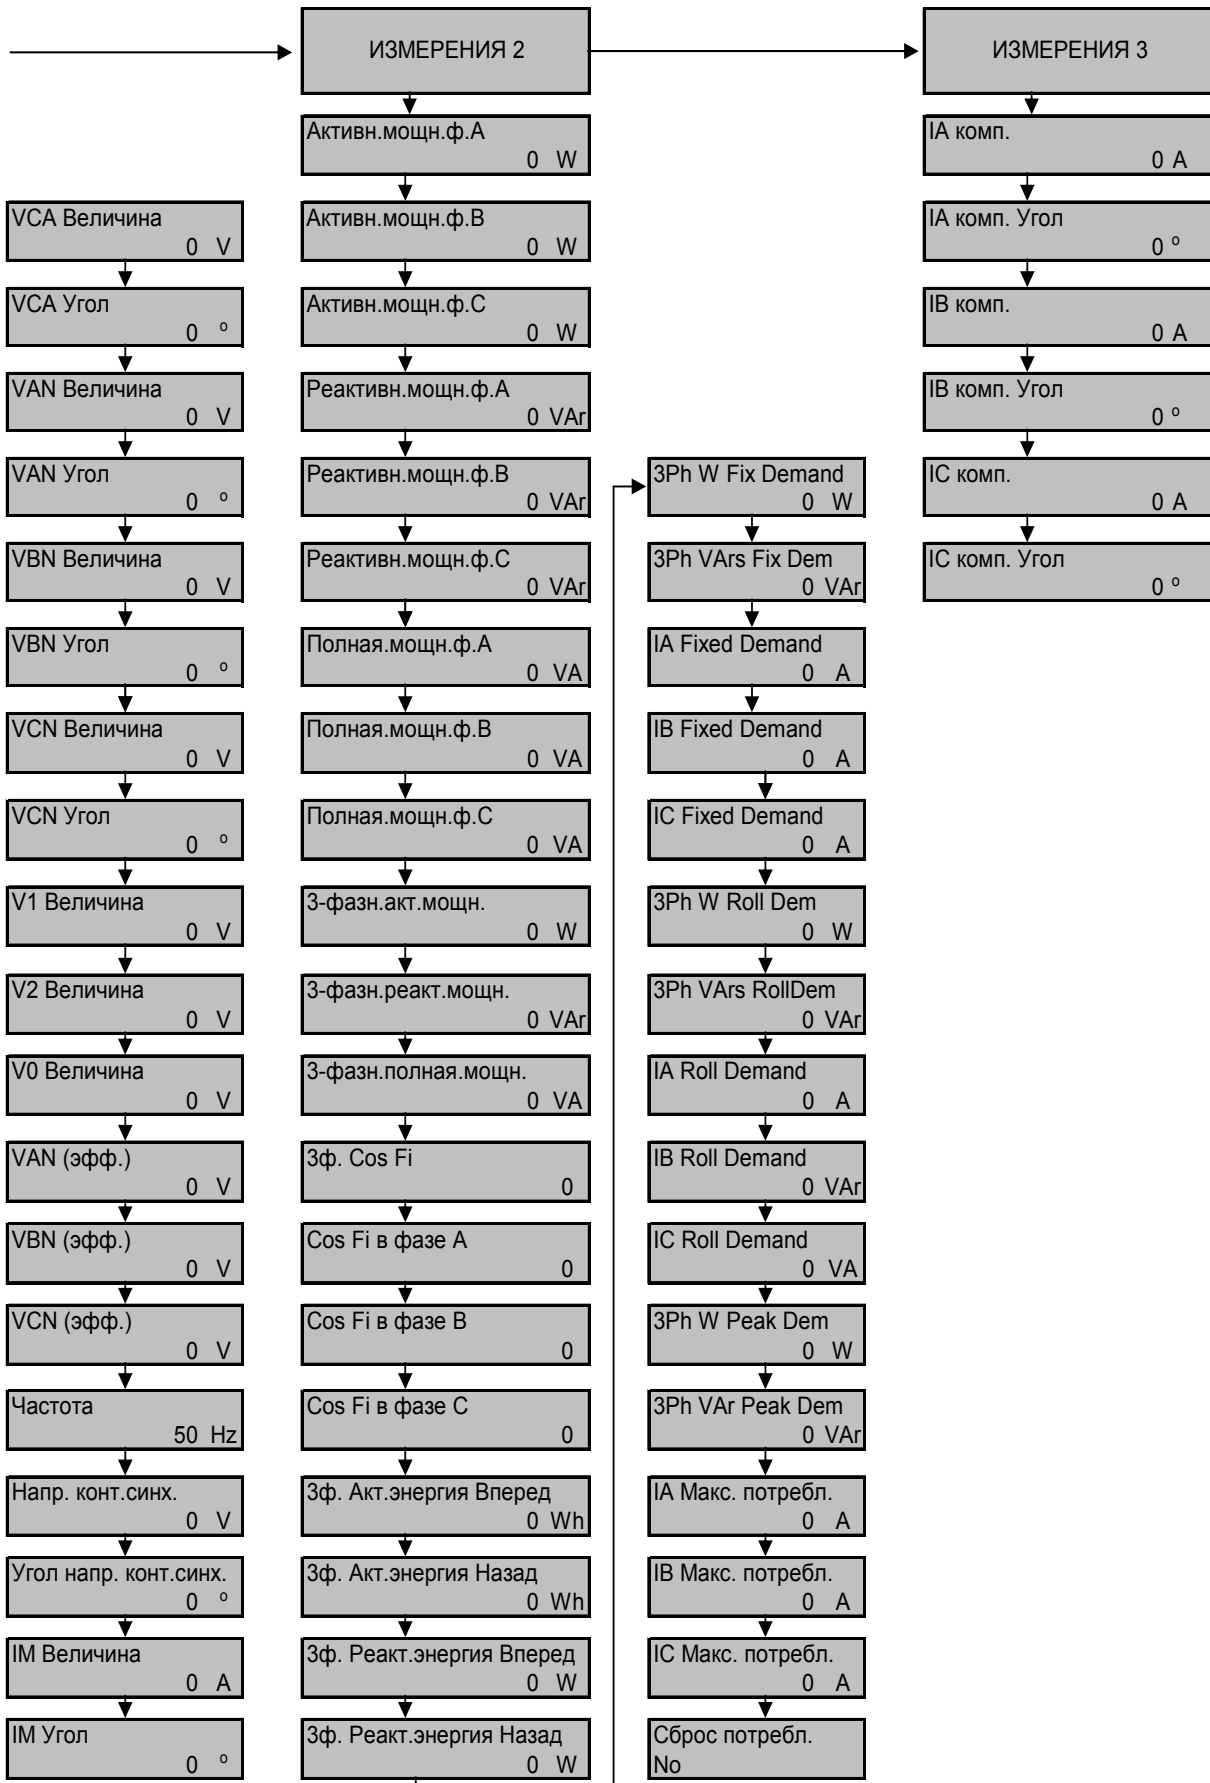 ИЗМЕРЕНИЯ 2
ИЗМЕРЕНИЯ 3
VCA Величина
0 V
VCA Угол
0 º
VAN Величина
0 V
VAN Угол
0 º
VBN Величина
0 V
VBN Угол
0 º
VCN Величина
0 V
VCN Угол
0 º
V1 Величина
0 V
V2 Величина
0 V
V0 Величина
0 V
VAN (эфф.)
0 V
VBN (эфф.)
0 V
VCN (эфф.)
0 V
Частота
50 Hz
Напр. конт.синх.
0 V
Угол напр. конт.синх.
0 º
IM Величина
0 A
IM Угол
0 º
Активн.мощн.ф.А
0 W
Активн.мощн.ф.В
0 W
Активн.мощн.ф.С
0 W
Реактивн.мощн.ф.А
0 VAr
Реактивн.мощн.ф.В
0 VAr
Реактивн.мощн.ф.С
0 VAr
Полная.мощн.ф.А
0 VA
Полная.мощн.ф.В
0 VA
Полная.мощн.ф.С
0 VA
3-фазн.акт.мощн.
0 W
3-фазн.реакт.мощн.
0 VAr
3-фазн.полная.мощн.
0 VA
3ф. Cos Fi
0
Cos Fi в фазе A
0
Cos Fi в фазе B
0
Cos Fi в фазе C
0
3ф. Акт.энергия Вперед
0 Wh
3ф. Акт.энергия Назад
0 Wh
3ф. Реакт.энергия Вперед
0 W
3ф. Реакт.энергия Назад
0 W
3Ph W Fix Demand
0 W
3Ph VArs Fix Dem
0 VAr
IA Fixed Demand
0 A
IB Fixed Demand
0 A
IC Fixed Demand
0 A
3Ph W Roll Dem
0 W
3Ph VArs RollDem
0 VAr
IA Roll Demand
0 A
IB Roll Demand
0 VAr
IC Roll Demand
0 VA
3Ph W Peak Dem
0 W
3Ph VAr Peak Dem
0 VAr
IA Макс. потребл.
0 A
IB Макс. потребл.
0 A
IC Макс. потребл.
0 A
Сброс потребл.
No
IA комп.
0 A
IA комп. Угол
0 º
IB комп.
0 A
IB комп. Угол
0 º
IC комп.
0 A
IC комп. Угол
0 º